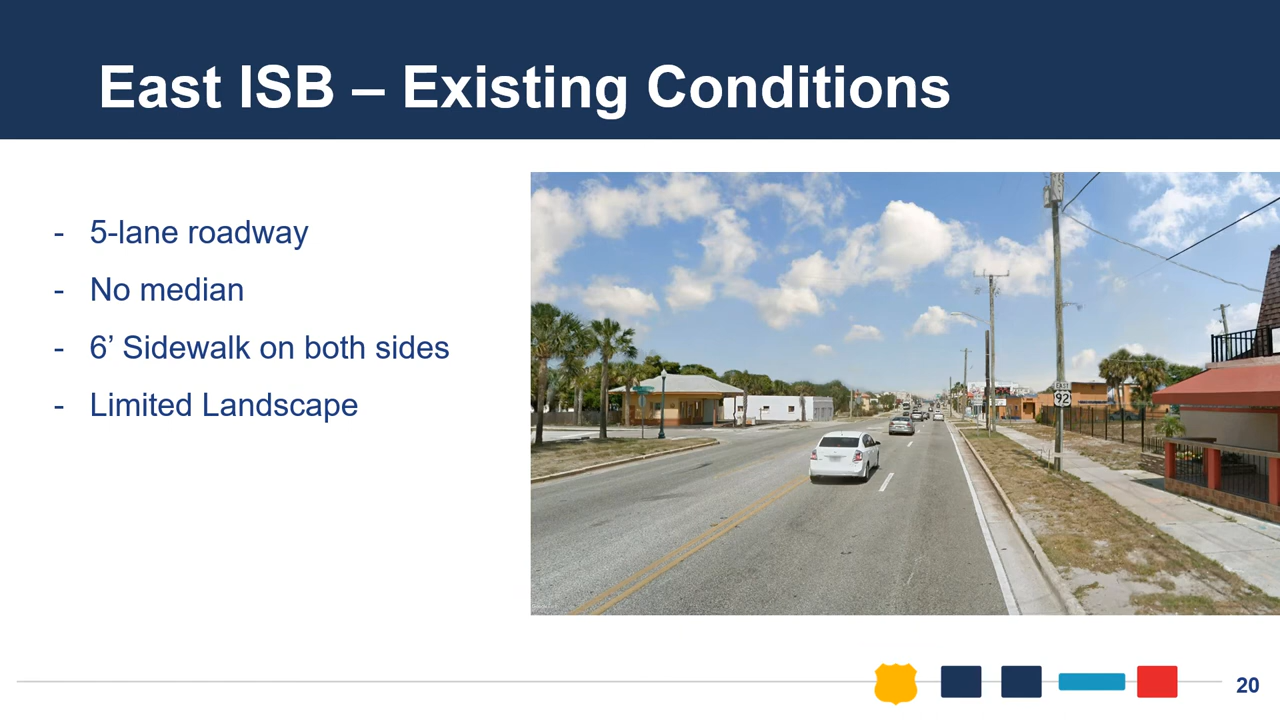 East ISB – Existing Conditions
- 5-lane roadway
- No median
- 6’ Sidewalk on both sides
- Limited Landscape
EAST
92
20